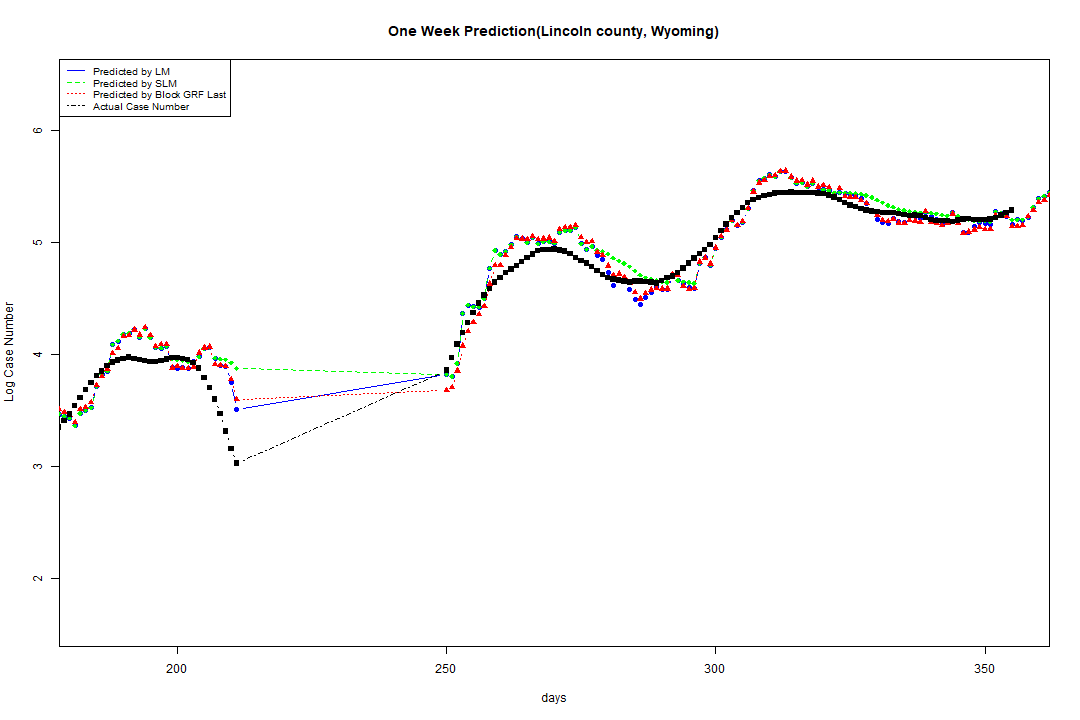 One Week Prediction(Lincoln county, Wyoming)
Predicted by LM
Predicted by SLM
Predicted by Block GRF Last
Actual Case Number
6
5
4
3
2
Log Case Number
200
250
300
350
days